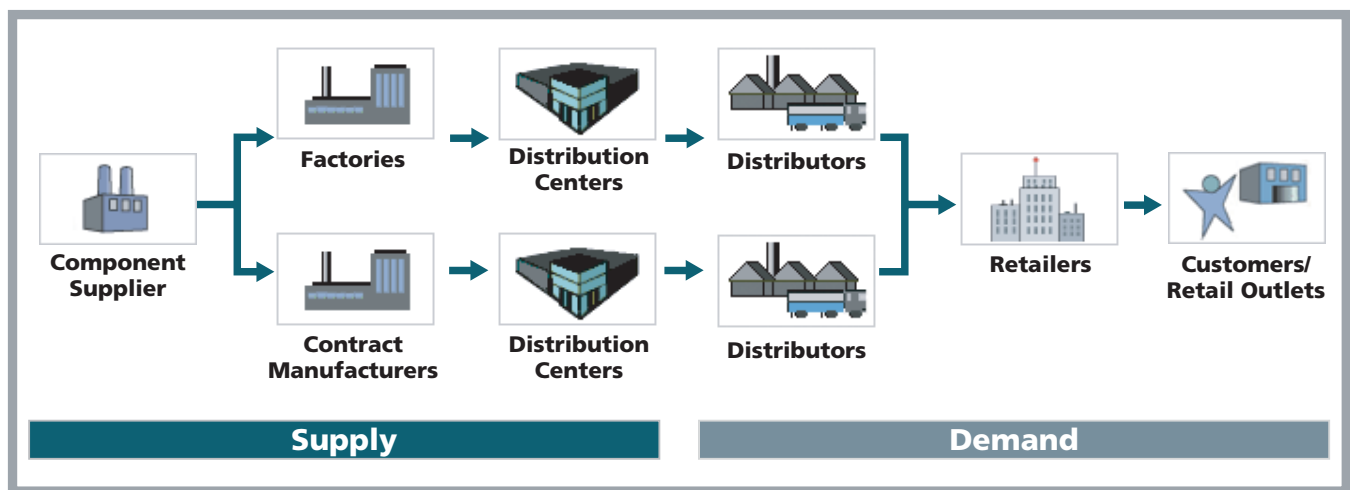 Factories
Distribution
Centers
Distributors
Component
Supplier
Retailers
Customers/
Retail Outlets
Contract
Manufacturers
Distribution
Centers
Distributors
Supply
Demand